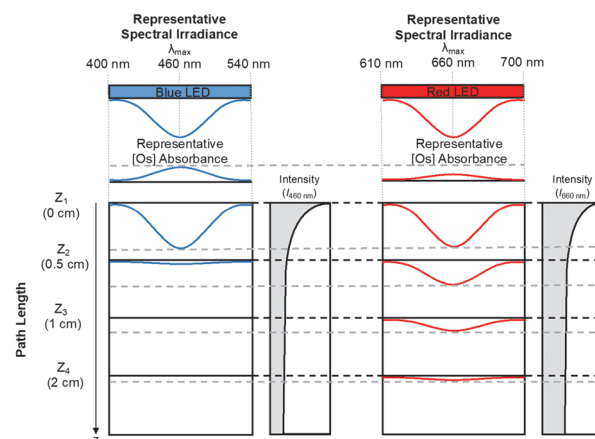 Representative
Spectral Irradiance
λmax
400 nm 460 nm 540 nm
Blue LED
Representative
[Os] Absorbance
Intensity
(I460 nm)
Representative
Spectral Irradiance
λmax
610 nm 660 nm 700 nm
Red LED
Representative
[Os] Absorbance
Intensity
(I660 nm)
Path Length
Z1
(0 cm)
Z2
(0.5 cm)
Z3
(1 cm)
Z4
(2 cm)